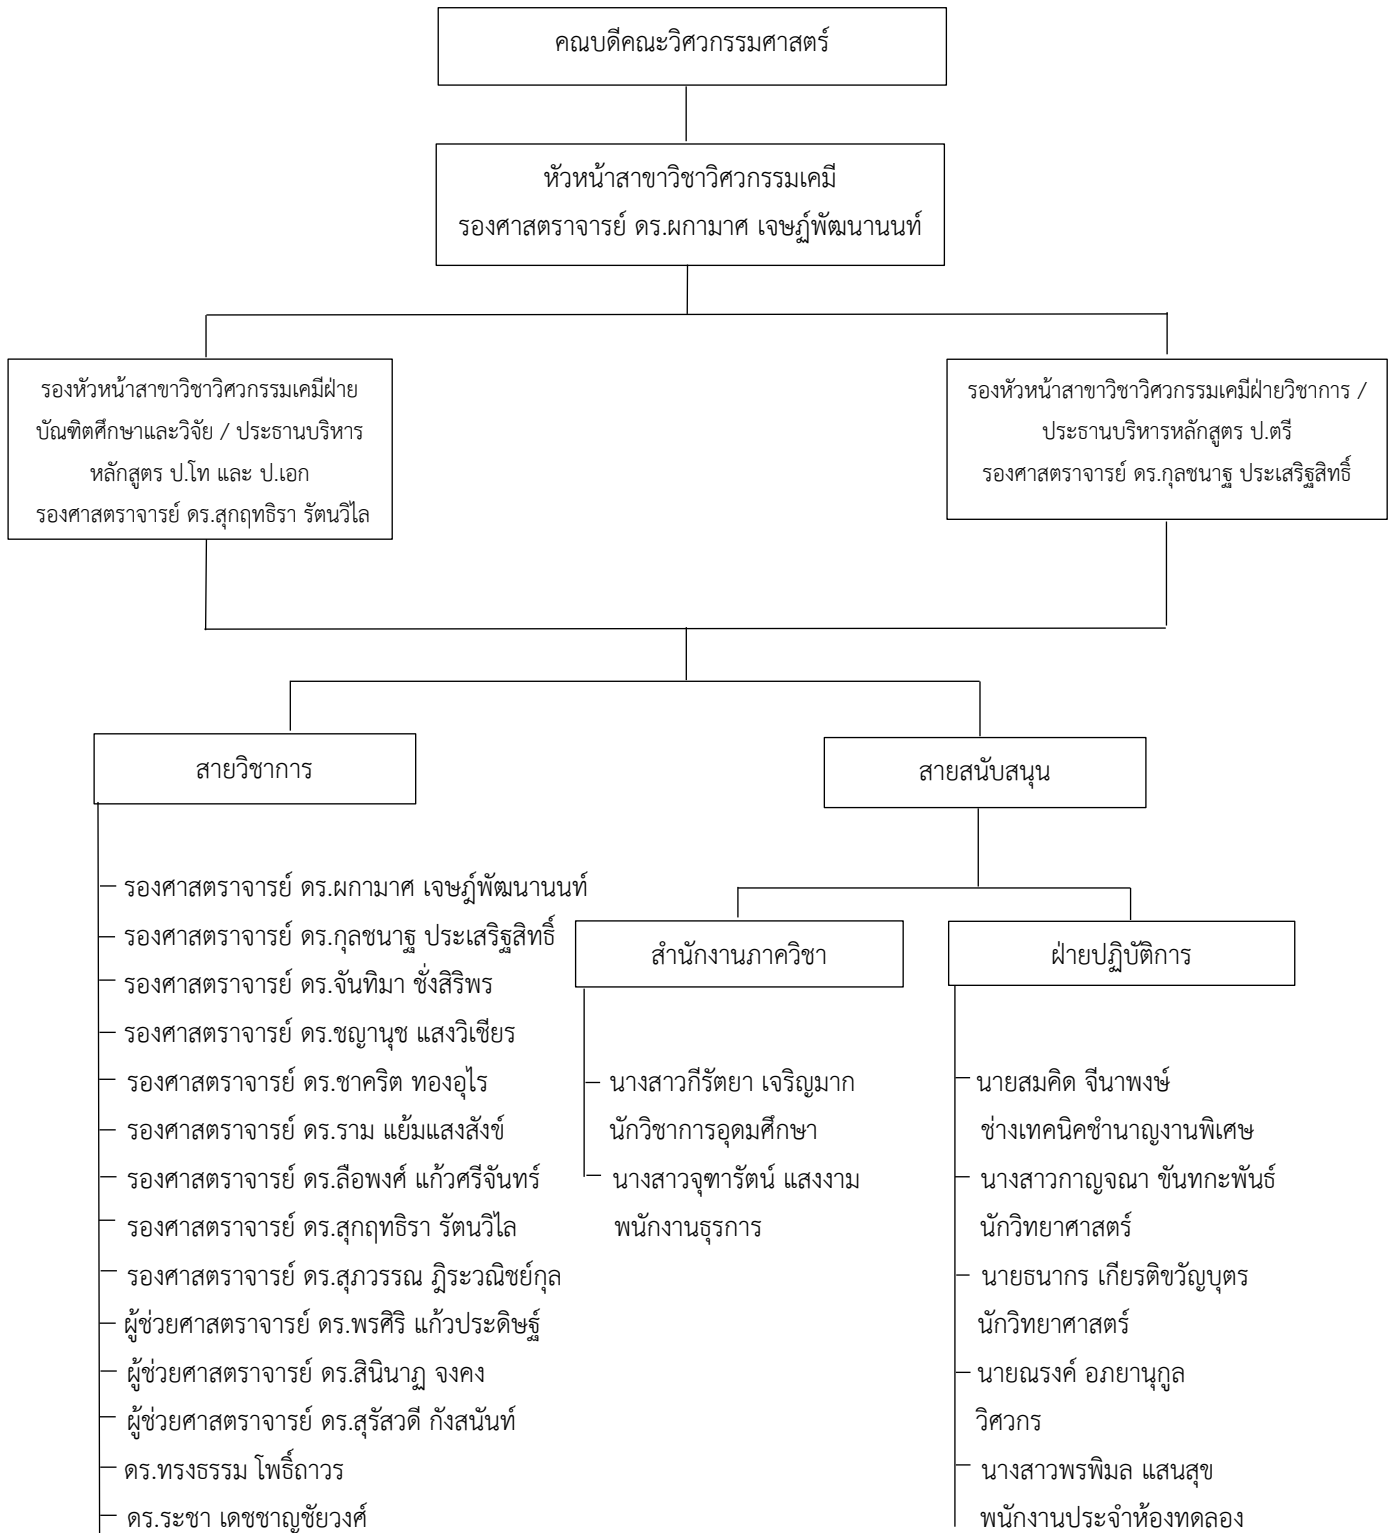 คณบดีคณะวิศวกรรมศาสตร์
หัวหน้าสาขาวิชาวิศวกรรมเคมี
รองศาสตราจารย์ ดร.ผกามาศ เจษฎ์พัฒนานนท์
รองหัวหน้าสาขาวิชาวิศวกรรมเคมีฝ่าย
บัณฑิตศึกษาและวิจัย / ประธานบริหาร
หลักสูตร ป.โท และ ป.เอก
รองศาสตราจารย์ ดร.สุกฤทธิรา รัตนวิไล
รองหัวหน้าสาขาวิชาวิศวกรรมเคมีฝ่ายวิชาการ /
ประธานบริหารหลักสูตร ป.ตรี
รองศาสตราจารย์ ดร.กุลชนาฐ ประเสริฐสิทธิ์
สายวิชาการ
รองศาสตราจารย์ ดร.ผกามาศ เจษฎ์พัฒนานนท์
รองศาสตราจารย์ ดร.กุลชนาฐ ประเสริฐสิทธิ์
รองศาสตราจารย์ ดร.จันทิมา ชั่งสิริพร
รองศาสตราจารย์ ดร.ชญานุช แสงวิเชียร
รองศาสตราจารย์ ดร.ชาคริต ทองอุไร
รองศาสตราจารย์ ดร.ราม แย้มแสงสังข์
รองศาสตราจารย์ ดร.ลือพงศ์ แก้วศรีจันทร์
รองศาสตราจารย์ ดร.สุกฤทธิรา รัตนวิไล
รองศาสตราจารย์ ดร.สุภวรรณ ฎิระวณิชย์กุล
ผู้ช่วยศาสตราจารย์ ดร.พรศิริ แก้วประดิษฐ์
ผู้ช่วยศาสตราจารย์ ดร.สินินาฏ จงคง
ผู้ช่วยศาสตราจารย์ ดร.สุรัสวดี กังสนันท์
ดร.ทรงธรรม โพธิ์ถาวร
ดร.ระชา เดชชาญชัยวงศ์
สายสนับสนุน
สำนักงานภาควิชา
นางสาวกีรัตยา เจริญมาก
นักวิชาการอุดมศึกษา
นางสาวจุฑารัตน์ แสงงาม
พนักงานธุรการ
ฝ่ายปฏิบัติการ
นายสมคิด จีนาพงษ์
ช่างเทคนิคชำนาญงานพิเศษ
นางสาวกาญจณา ขันทกะพันธ์
นักวิทยาศาสตร์
นายธนากร เกียรติขวัญบุตร
นักวิทยาศาสตร์
นายณรงค์ อภยานุกูล
วิศวกร
นางสาวพรพิมล แสนสุข
พนักงานประจำห้องทดลอง